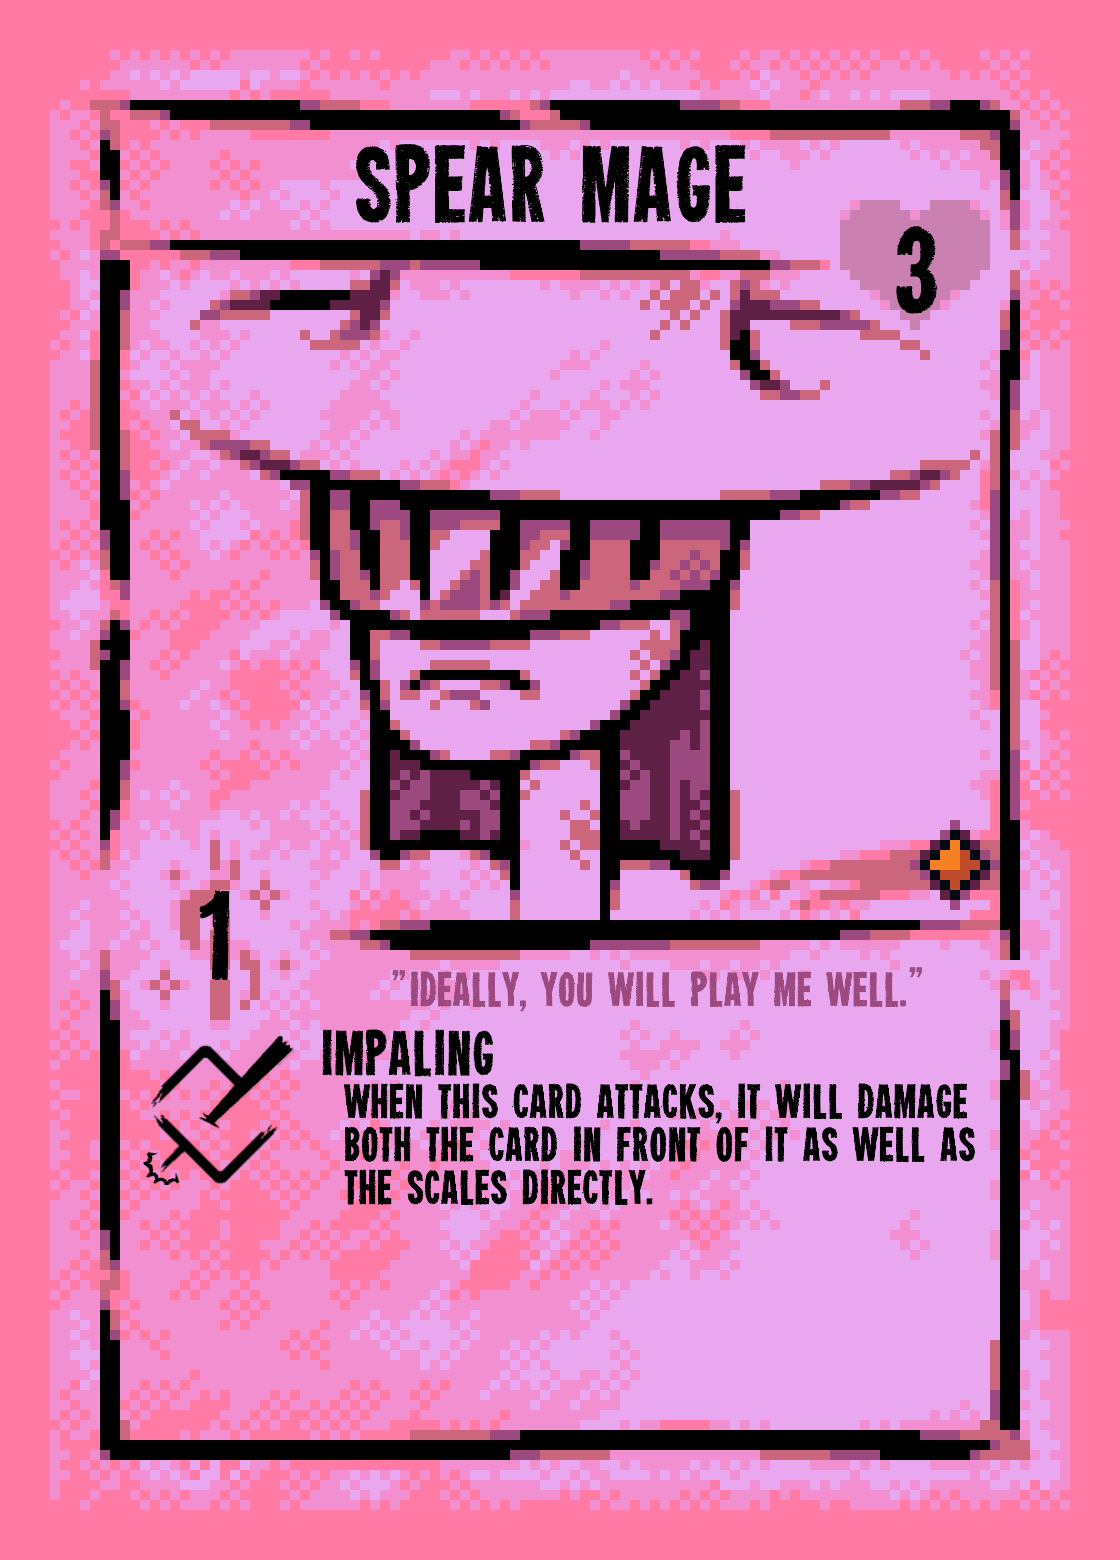 SPEAR MAGE
3
1
"IDEALLY, YOU WILL PLAY ME WELL."
IMPALING
WHEN THIS CARD ATTACKS, IT WILL DAMAGE
BOTH THE CARD IN FRONT OF IT AS WELL AS
THE SCALES DIRECTLY.